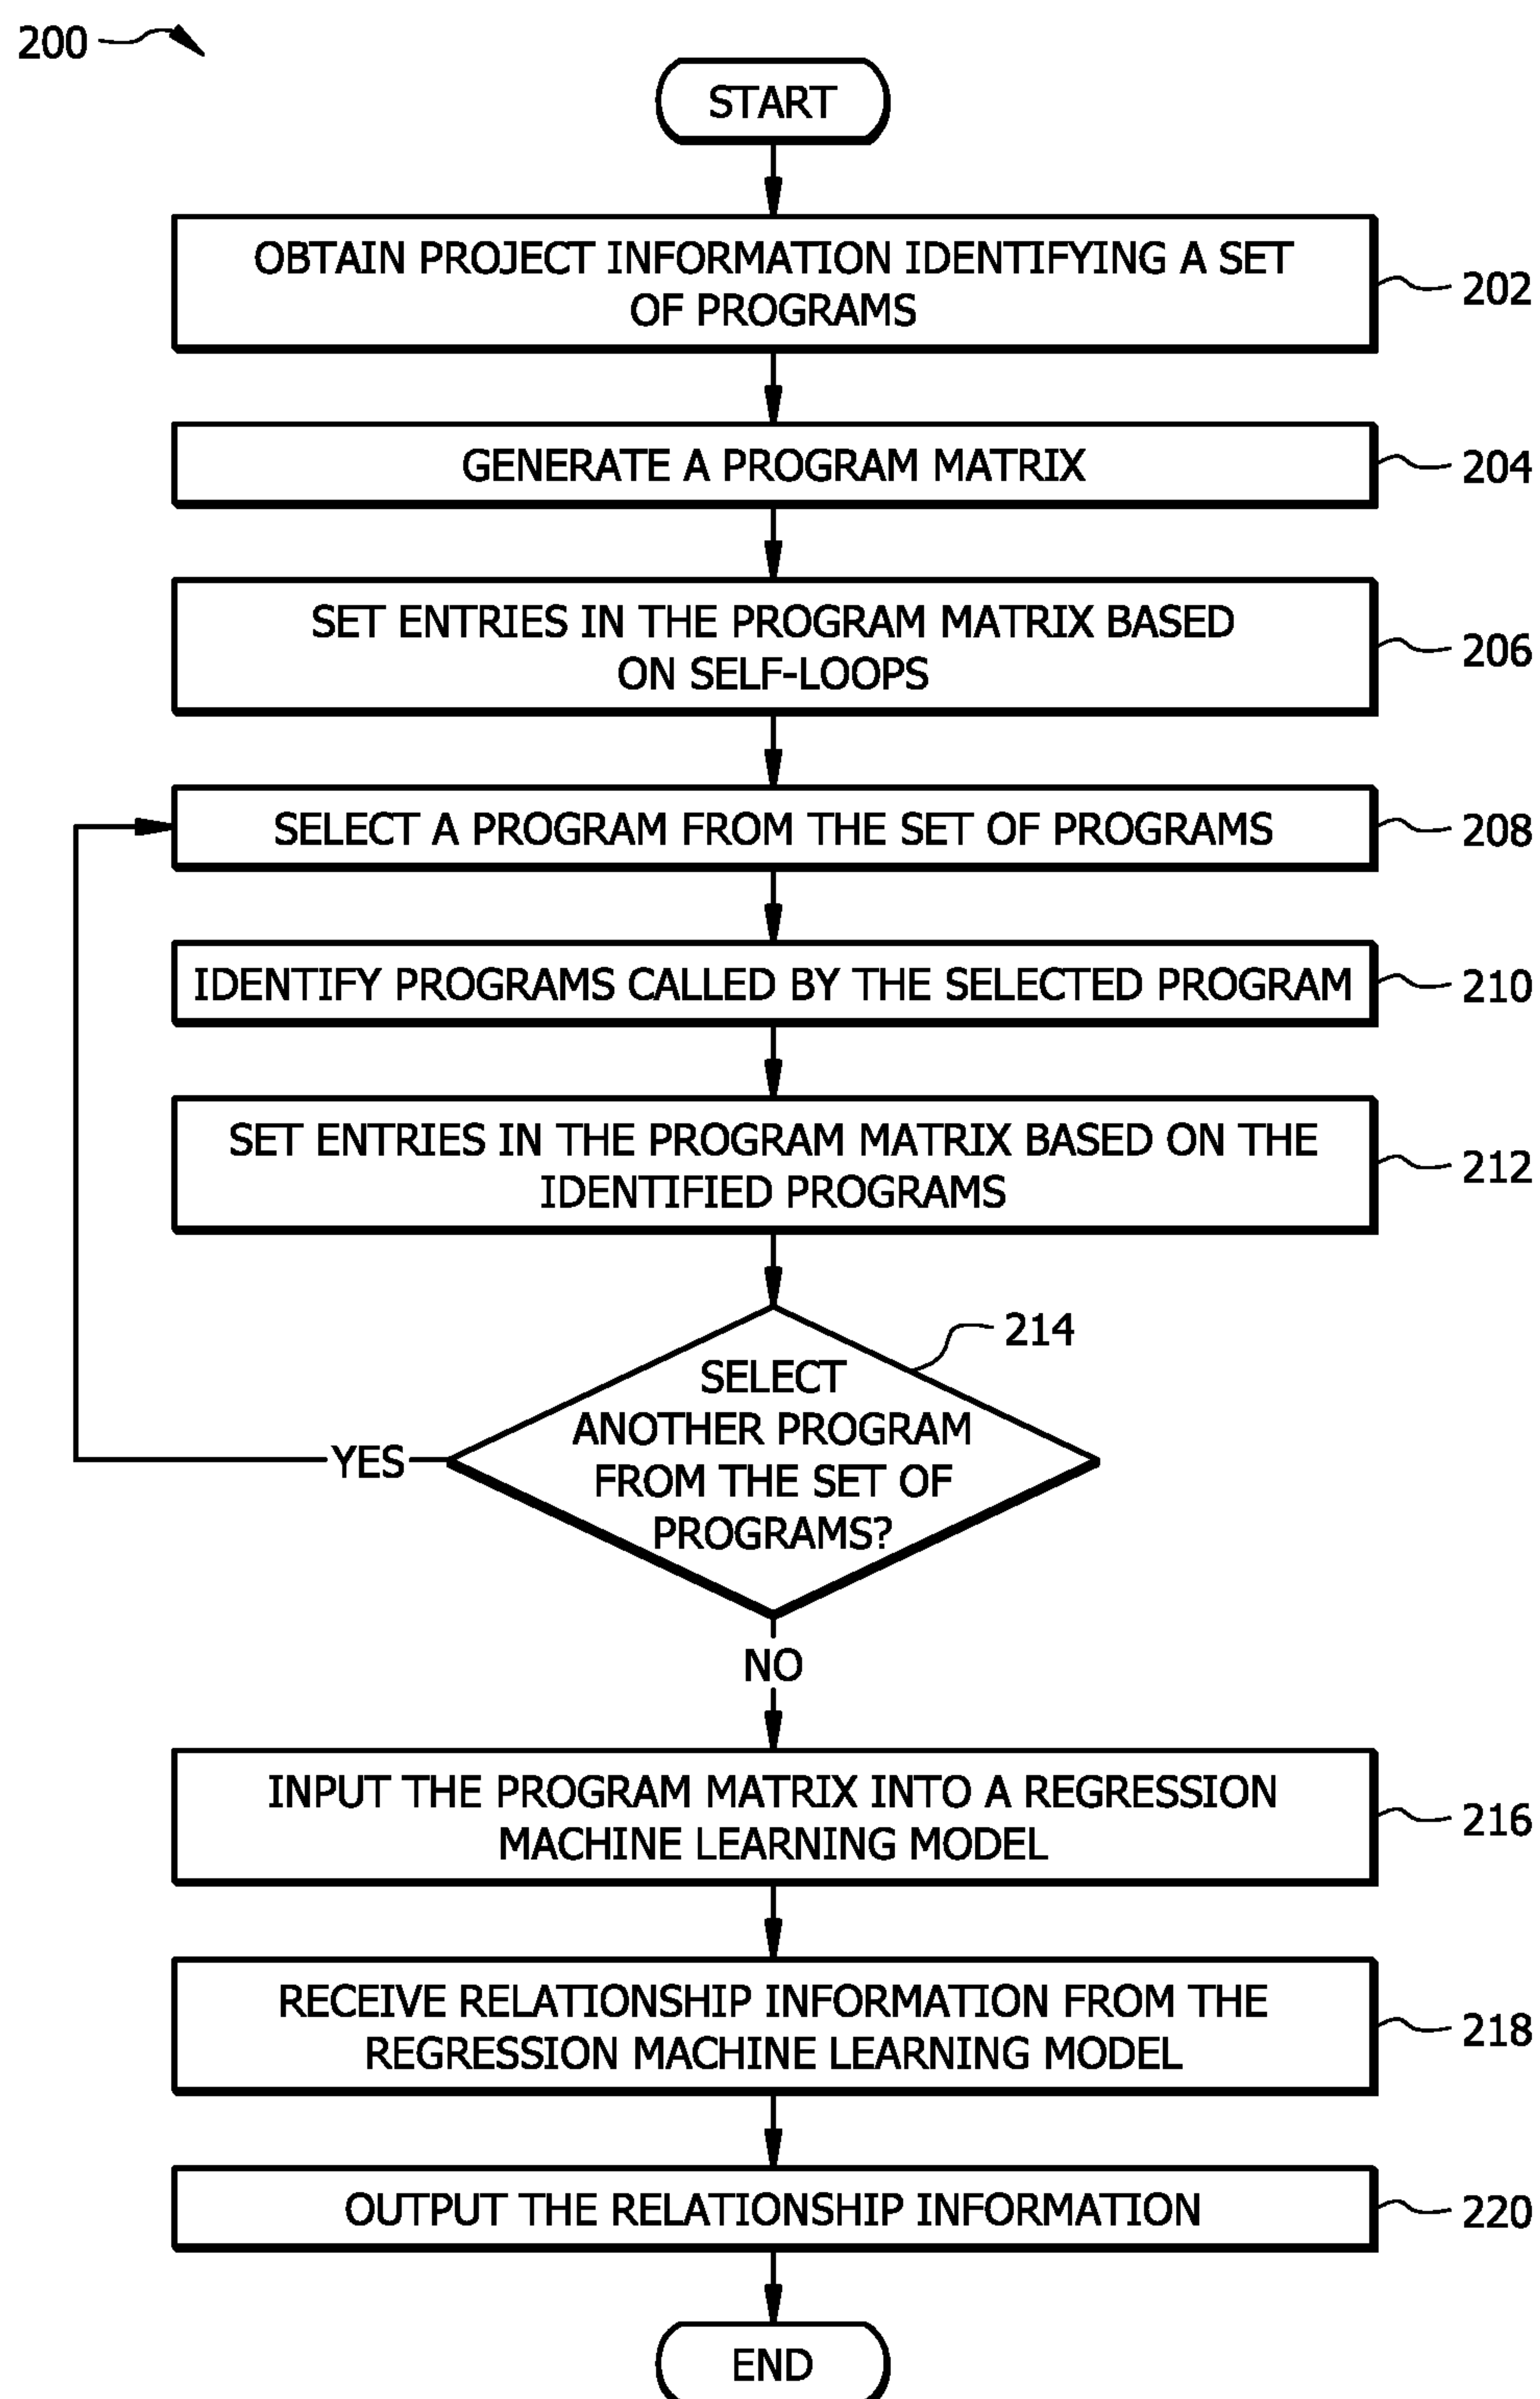 200
START
OBTAIN PROJECT INFORMATION IDENTIFYING A SET
OF PROGRAMS
202
GENERATE A PROGRAM MATRIX
204
SET ENTRIES IN THE PROGRAM MATRIX BASED
ON SELF-LOOPS
206
SELECT A PROGRAM FROM THE SET OF PROGRAMS
208
IDENTIFY PROGRAMS CALLED BY THE SELECTED PROGRAM
210
SET ENTRIES IN THE PROGRAM MATRIX BASED ON THE
IDENTIFIED PROGRAMS
212
214
SELECT
ANOTHER PROGRAM
FROM THE SET OF
PROGRAMS?
YES
NO
INPUT THE PROGRAM MATRIX INTO A REGRESSION
MACHINE LEARNING MODEL
216
RECEIVE RELATIONSHIP INFORMATION FROM THE
REGRESSION MACHINE LEARNING MODEL
218
OUTPUT THE RELATIONSHIP INFORMATION
220
END